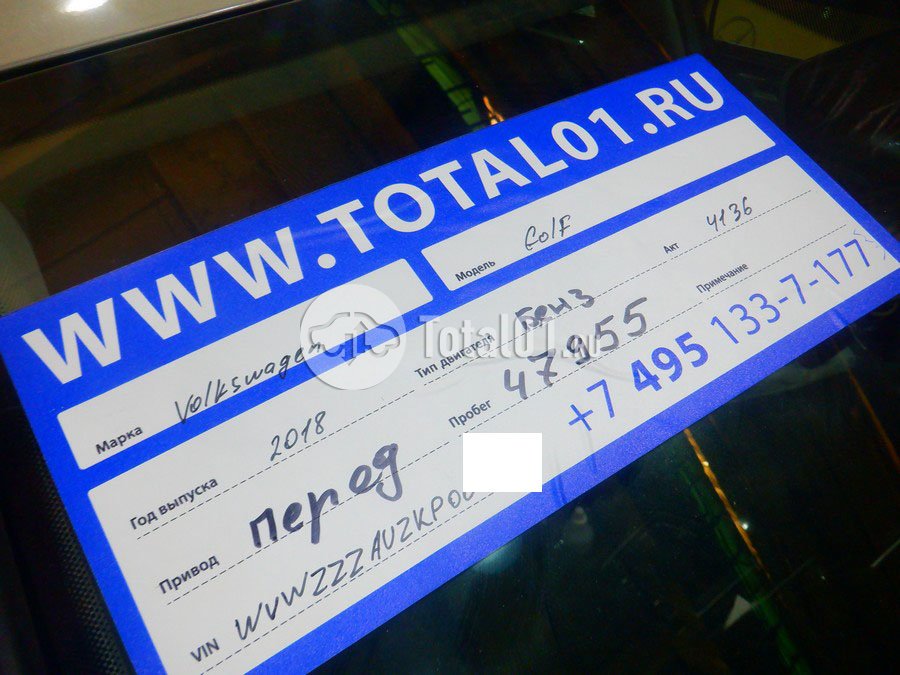 WWW.TOTAL01.RU
Марка Volkswagen Модель Golf
Год выпуска 2018 Тип двигателя Бенз Акт 4136
Привод перед Пробег 47955 Примечание
VIN WVWZZZAUZKP0
+7 495 133-7-177
Total01.ru